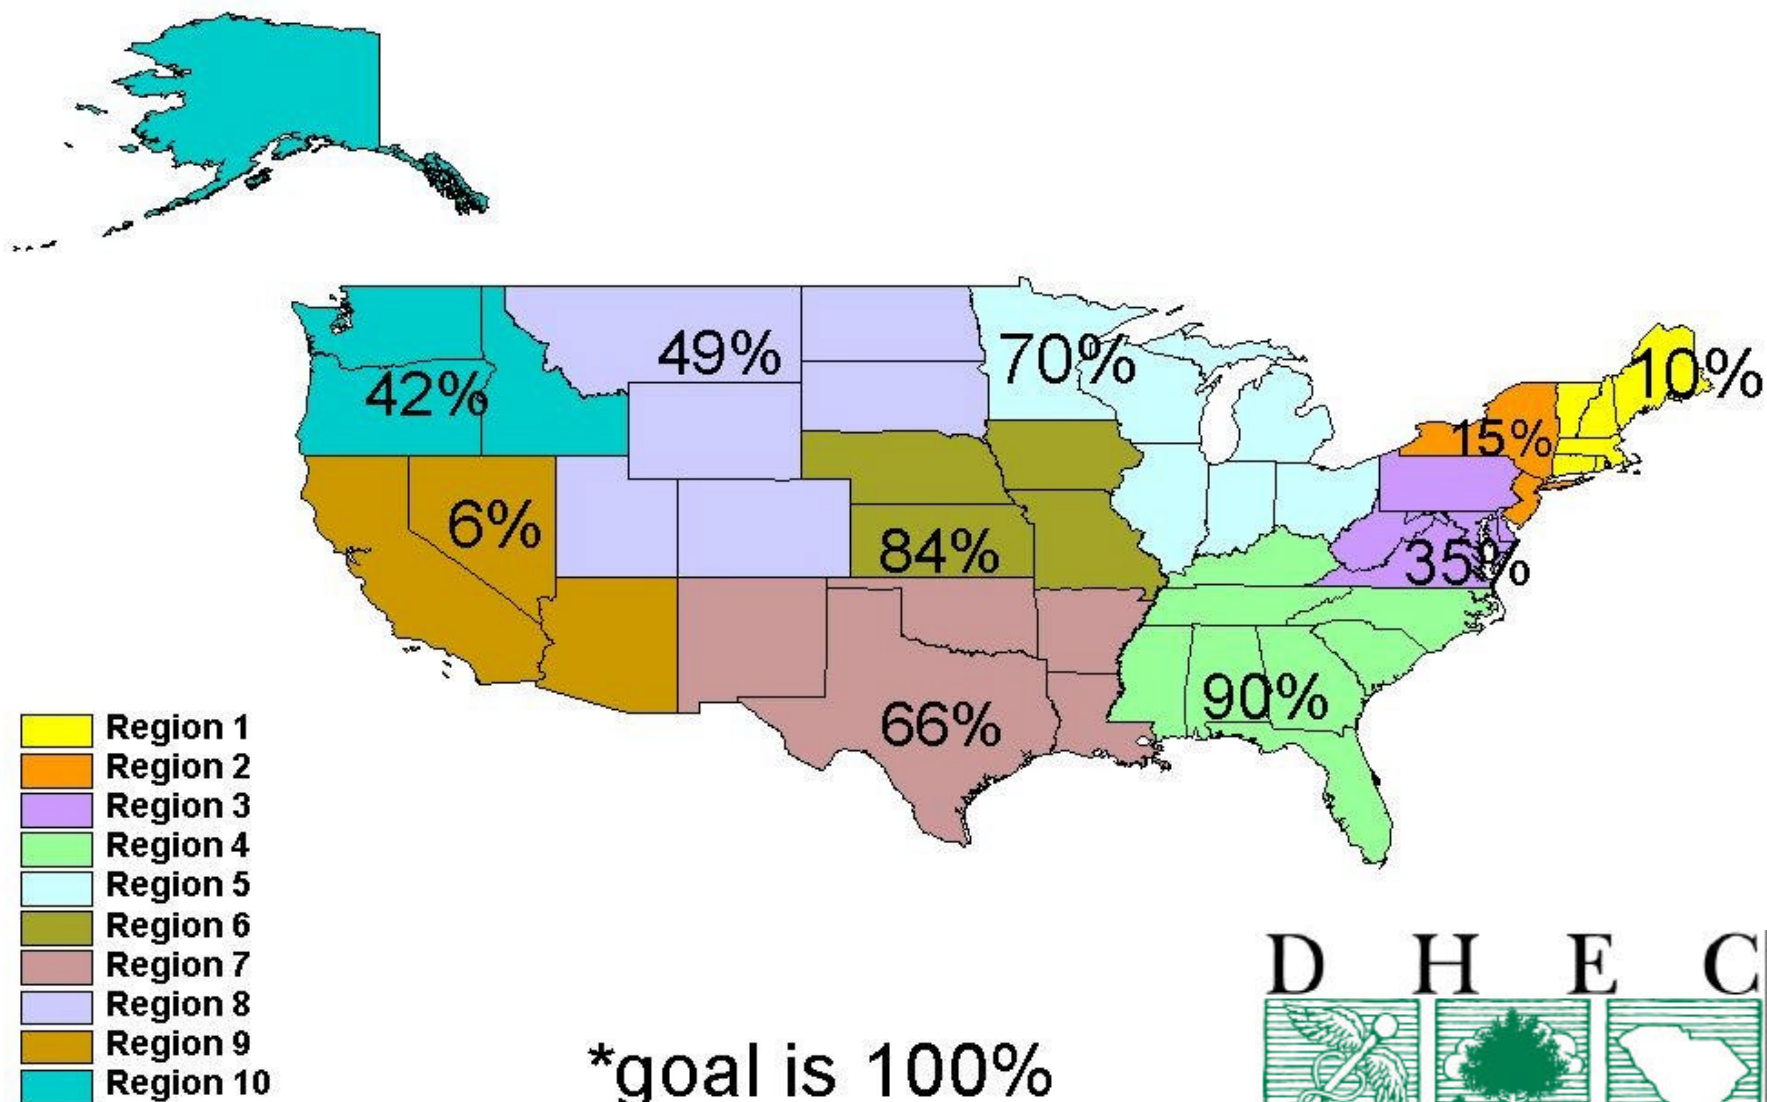 49%
70%
10%
42%
15%
6%
84%
35%
66%
90%
Region 1
Region 2
Region 3
Region 4
Region 5
Region 6
Region 7
Region 8
Region 9
Region 10
*goal is 100%
D H E C